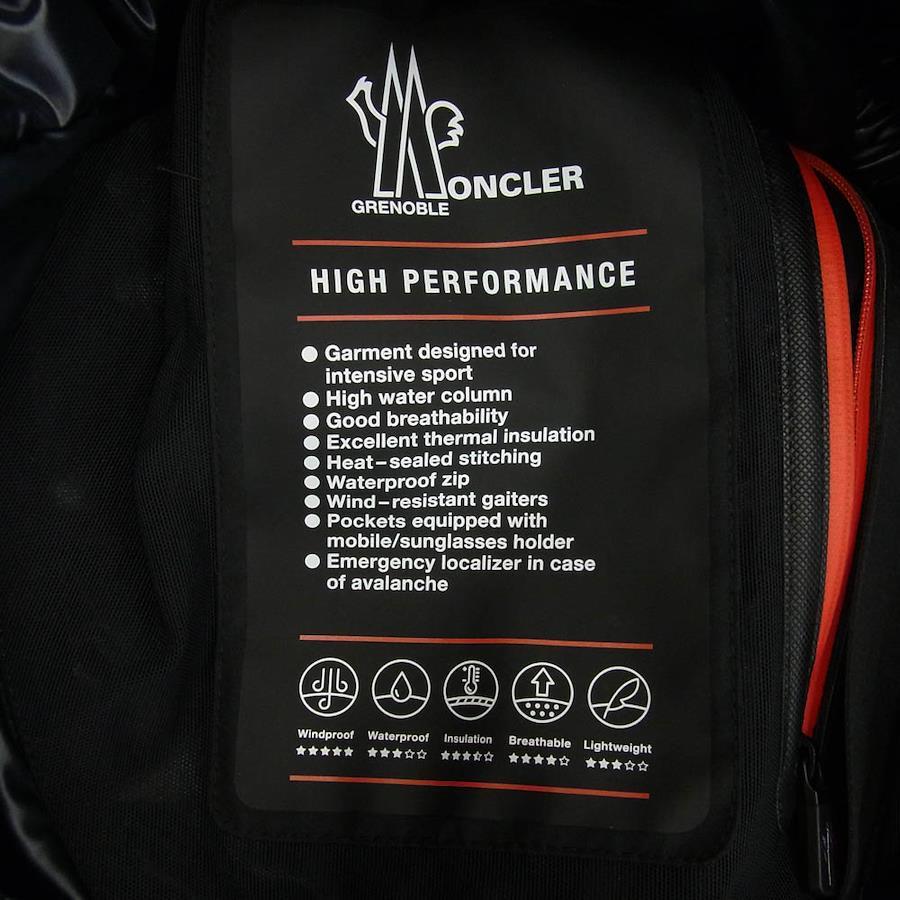 MONCLER
GRENOBLE
HIGH PERFORMANCE
● Garment designed for
intensive sport
● High water column
● Good breathability
● Excellent thermal insulation
● Heat–sealed stitching
● Waterproof zip
● Wind–resistant gaiters
● Pockets equipped with
mobile/sunglasses holder
● Emergency localizer in case
of avalanche
Windproof Waterproof Insulation Breathable Lightweight